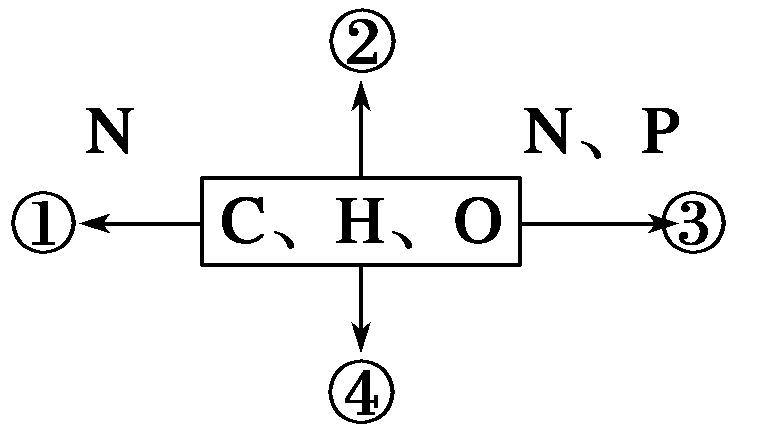 ②
N
N、P
①
C、H、O
③
④